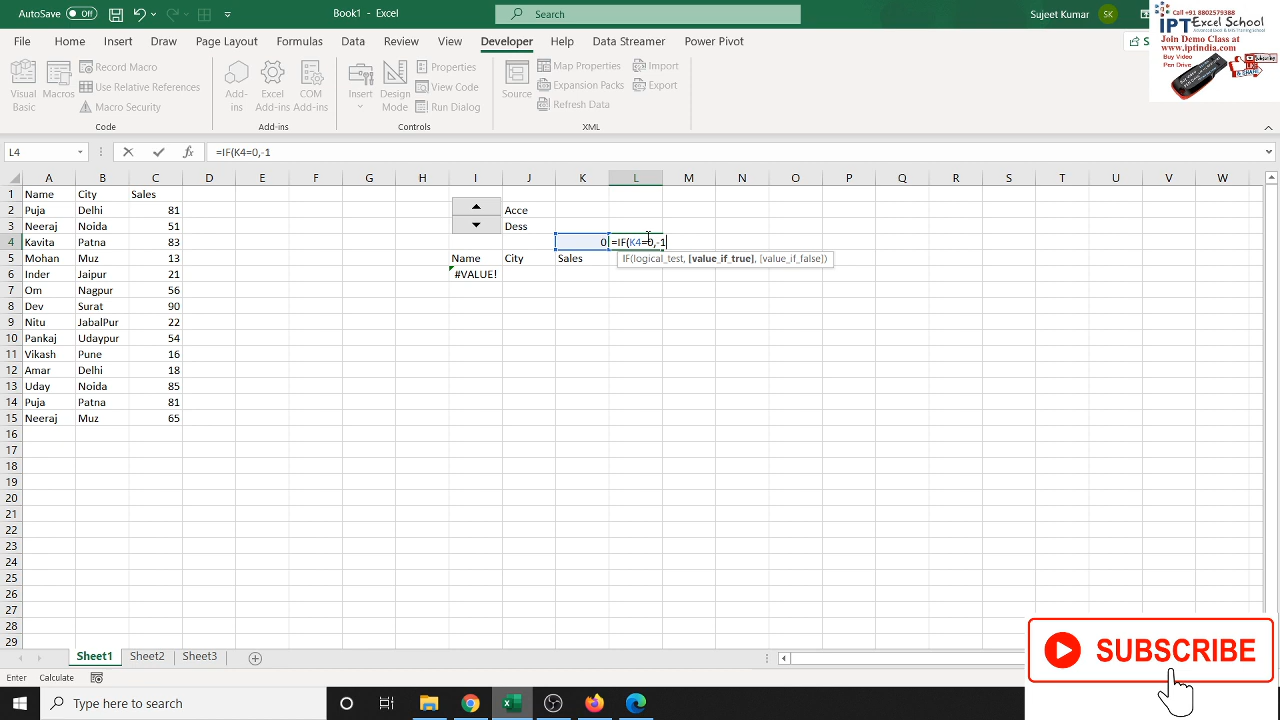 AutoSave Off
Book1 - Excel
Search
Sujeet Kumar
SK
Call +91 8802579388
IPT Excel School
Advanced Excel & MIS Training School
Join Demo Class at
www.iptindia.com
Buy Video
Pen Drive
Subscribe
File Home Insert Draw Page Layout Formulas Data Review View Developer Help Data Streamer Power Pivot
Visual Basic
Macros
Record Macro
Use Relative References
Macro Security
Code
Add-ins
Excel Add-ins
COM Add-ins
Add-ins
Insert
Design Mode
Properties
View Code
Run Dialog
Controls
Source
Map Properties
Expansion Packs
Refresh Data
Import
Export
XML
L4 fx =IF(K4=0,-1
A B C D E F G H I J K L M N O P Q R S T U V W
1 Name City Sales
2 Puja Delhi 81 Acce
3 Neeraj Noida 51 Dess
4 Kavita Patna 83 0 =IF(K4=0,-1
5 Mohan Muz 13 Name City Sales
IF(logical_test, [value_if_true], [value_if_false])
6 Inder Jaipur 21 #VALUE!
7 Om Nagpur 56
8 Dev Surat 90
9 Nitu JabalPur 22
10 Pankaj Udaypur 54
11 Vikash Pune 16
12 Amar Delhi 18
13 Uday Noida 85
14 Puja Patna 81
15 Neeraj Muz 65
16
17
18
19
20
21
22
23
24
25
26
27
28
29
Sheet1 Sheet2 Sheet3
Enter Calculate
SUBSCRIBE
Type here to search